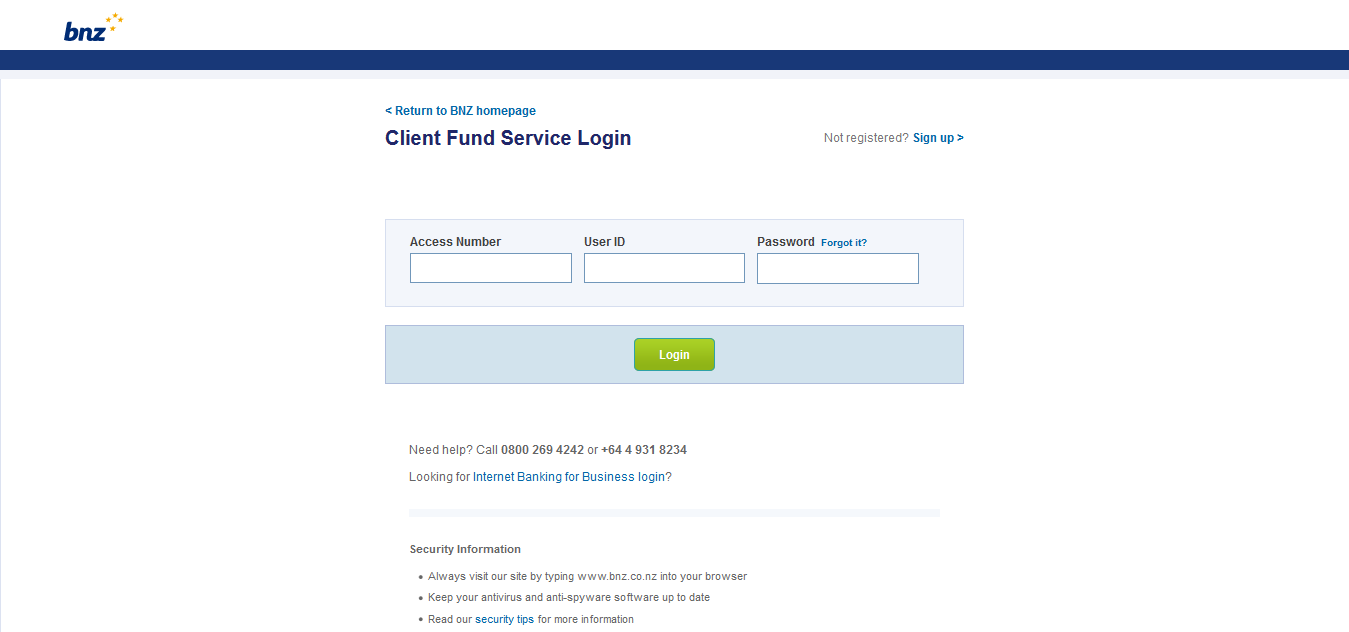 bnz
< Return to BNZ homepage
Client Fund Service Login
Not registered? Sign up >
Access Number
User ID
Password Forgot it?
Login
Need help? Call 0800 269 4242 or +64 4 931 8234
Looking for Internet Banking for Business login?
Security Information
• Always visit our site by typing www.bnz.co.nz into your browser
• Keep your antivirus and anti-spyware software up to date
• Read our security tips for more information